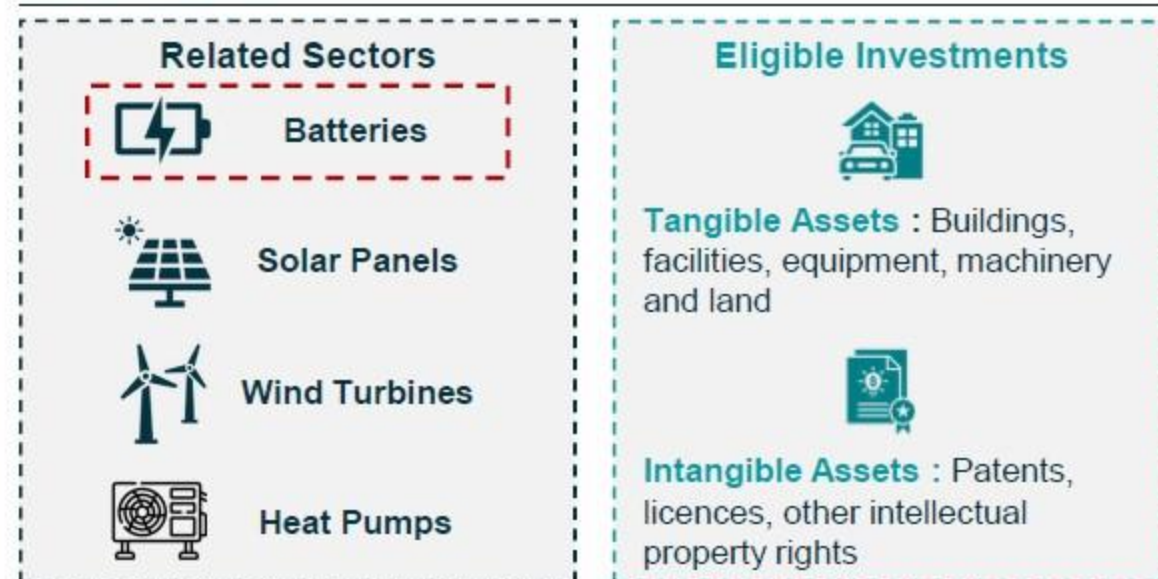 Related Sectors
Batteries
Solar Panels
Wind Turbines
Heat Pumps
Eligible Investments
Tangible Assets : Buildings,
facilities, equipment, machinery
and land
Intangible Assets : Patents,
licences, other intellectual
property rights